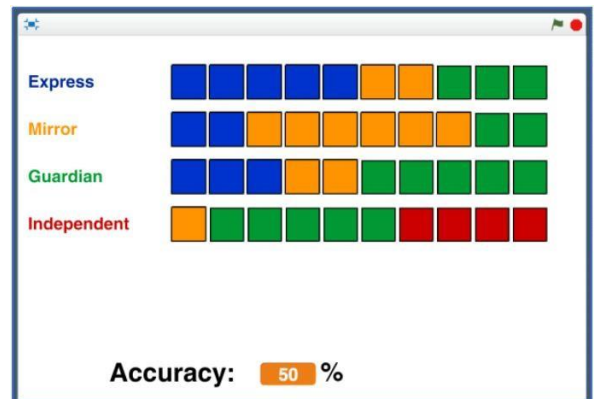 Express
Mirror
Guardian
Independent
Accuracy: 50 %